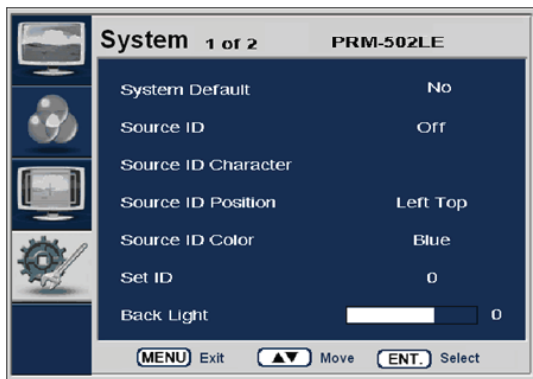 System 1 of 2 PRM-502LE
System Default No
Source ID Off
Source ID Character
Source ID Position Left Top
Source ID Color Blue
Set ID 0
Back Light 0
MENU Exit ▲▼ Move ENT. Select